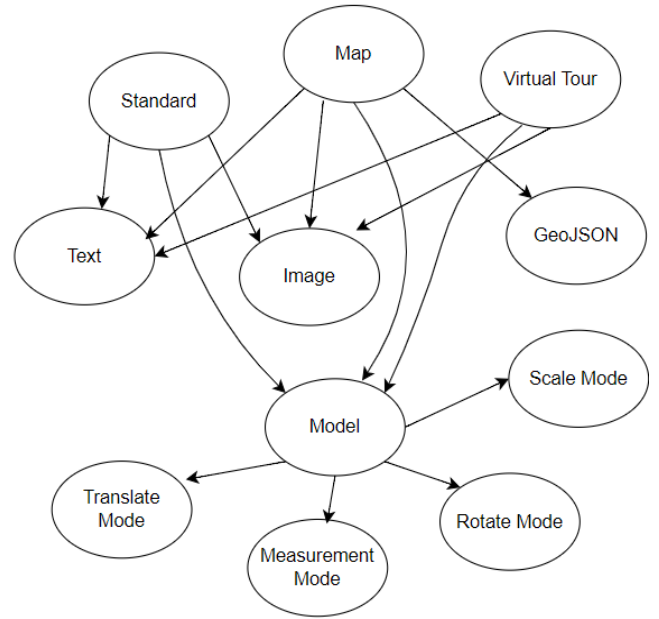 Map
Virtual Tour
Standard
GeoJSON
Text
Image
Scale Mode
Model
Translate
Mode
Rotate Mode
Measurement
Mode